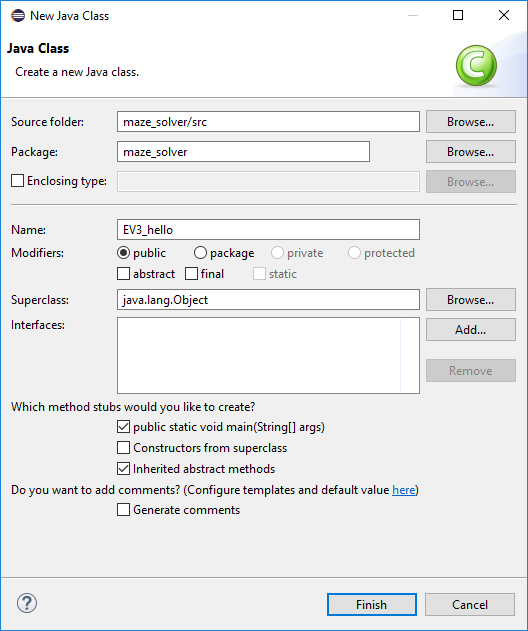 New Java Class
Java Class
Create a new Java class.
Source folder: maze_solver/src Browse...
Package: maze_solver Browse...
Enclosing type: Browse...
Name: EV3_hello
Modifiers: public package private protected
abstract final static
Superclass: java.lang.Object Browse...
Interfaces: Add...
Remove
Which method stubs would you like to create?
public static void main(String[] args)
Constructors from superclass
Inherited abstract methods
Do you want to add comments? (Configure templates and default value here)
Generate comments
? Finish Cancel